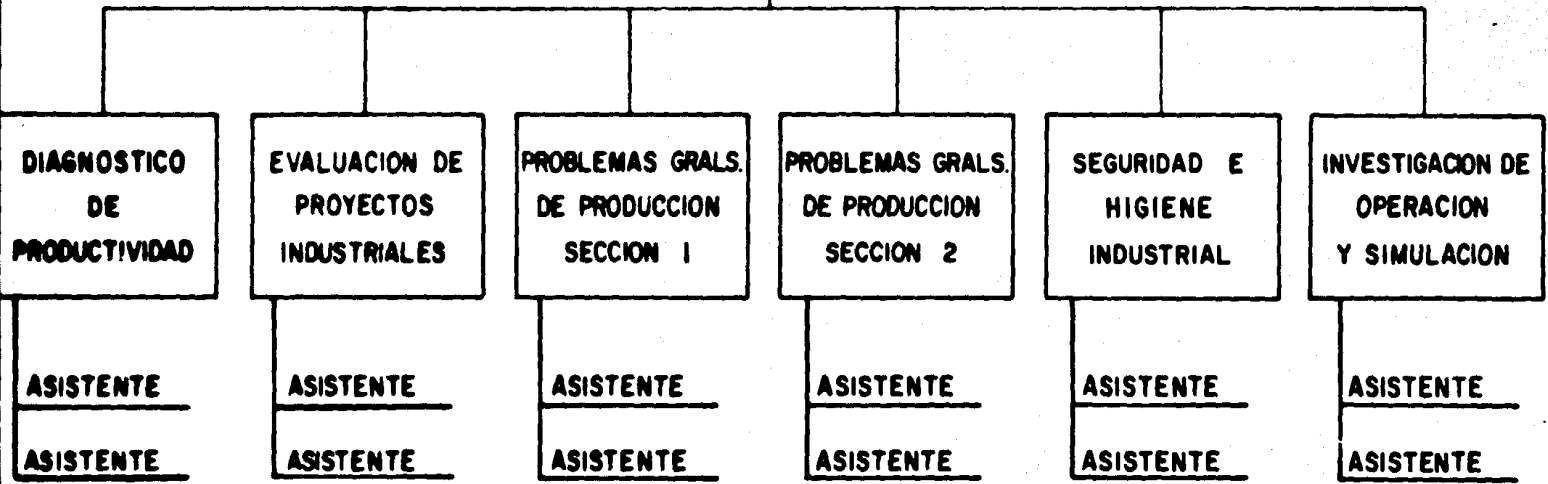 DIAGNOSTICO
DE
PRODUCTIVIDAD
EVALUACION DE
PROYECTOS
INDUSTRIALES
PROBLEMAS GRALS.
DE PRODUCCION
SECCION 1
PROBLEMAS GRALS.
DE PRODUCCION
SECCION 2
SEGURIDAD E
HIGIENE
INDUSTRIAL
INVESTIGACION DE
OPERACION
Y SIMULACION
ASISTENTE
ASISTENTE
ASISTENTE
ASISTENTE
ASISTENTE
ASISTENTE
ASISTENTE
ASISTENTE
ASISTENTE
ASISTENTE
ASISTENTE
ASISTENTE